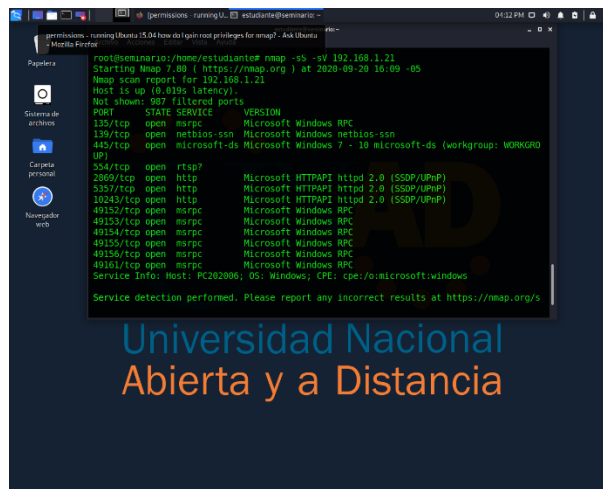 [permissions - running U...
estudiante@seminario: ~
04:12 PM
permissions - running Ubuntu 15.04 how do I gain root privileges for nmap? - Ask Ubuntu
- Mozilla Firefox
Acciones Editar Vista Ayuda
Papelera
Sistema de
archivos
Carpeta
personal
Navegador
web
root@seminario:/home/estudiante# nmap -sS -sV 192.168.1.21
Starting Nmap 7.80 ( https://nmap.org ) at 2020-09-20 16:09 -05
Nmap scan report for 192.168.1.21
Host is up (0.019s latency).
Not shown: 987 filtered ports
PORT STATE SERVICE VERSION
135/tcp open msrpc Microsoft Windows RPC
139/tcp open netbios-ssn Microsoft Windows netbios-ssn
445/tcp open microsoft-ds Microsoft Windows 7 - 10 microsoft-ds (workgroup: WORKGRO
UP)
554/tcp open rtsp?
2869/tcp open http Microsoft HTTPAPI httpd 2.0 (SSDP/UPnP)
5357/tcp open http Microsoft HTTPAPI httpd 2.0 (SSDP/UPnP)
10243/tcp open http Microsoft HTTPAPI httpd 2.0 (SSDP/UPnP)
49152/tcp open msrpc Microsoft Windows RPC
49153/tcp open msrpc Microsoft Windows RPC
49154/tcp open msrpc Microsoft Windows RPC
49155/tcp open msrpc Microsoft Windows RPC
49156/tcp open msrpc Microsoft Windows RPC
49161/tcp open msrpc Microsoft Windows RPC
Service Info: Host: PC202006; OS: Windows; CPE: cpe:/o:microsoft:windows
Service detection performed. Please report any incorrect results at https://nmap.org/s
Universidad Nacional
Abierta y a Distancia